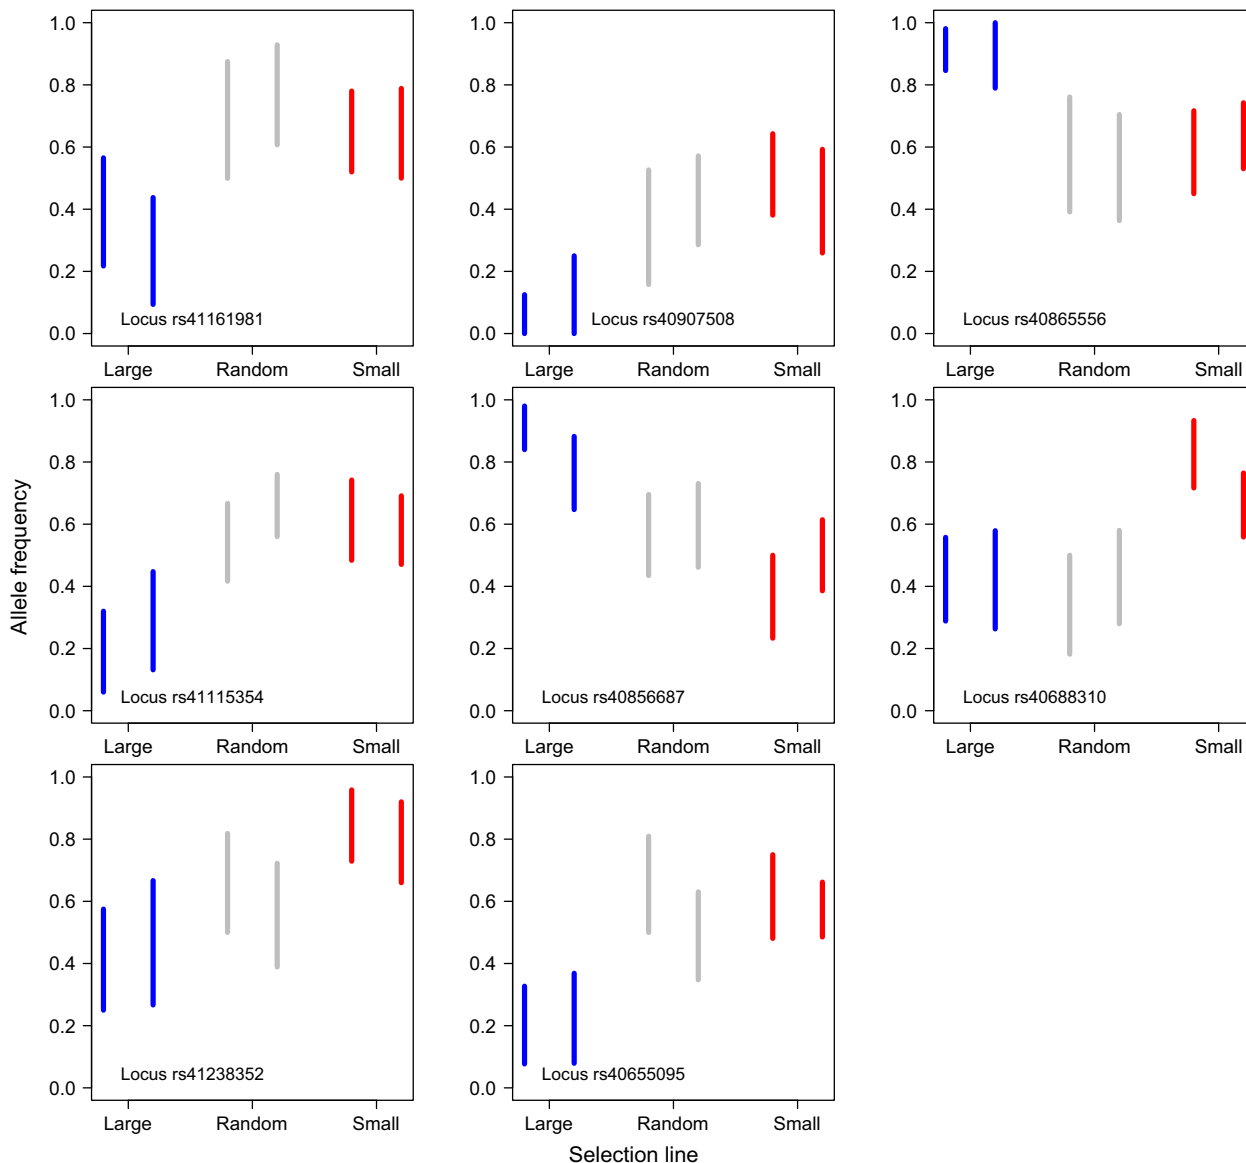 1.0
0.8
0.6
0.4
0.2
0.0
Locus rs41161981
Large Random Small
1.0
0.8
0.6
0.4
0.2
0.0
Locus rs40907508
Large Random Small
1.0
0.8
0.6
0.4
0.2
0.0
Locus rs40865556
Large Random Small
Allele frequency
1.0
0.8
0.6
0.4
0.2
0.0
Locus rs41115354
Large Random Small
1.0
0.8
0.6
0.4
0.2
0.0
Locus rs40856687
Large Random Small
1.0
0.8
0.6
0.4
0.2
0.0
Locus rs40688310
Large Random Small
1.0
0.8
0.6
0.4
0.2
0.0
Locus rs41238352
Large Random Small
1.0
0.8
0.6
0.4
0.2
0.0
Locus rs40655095
Large Random Small
Selection line